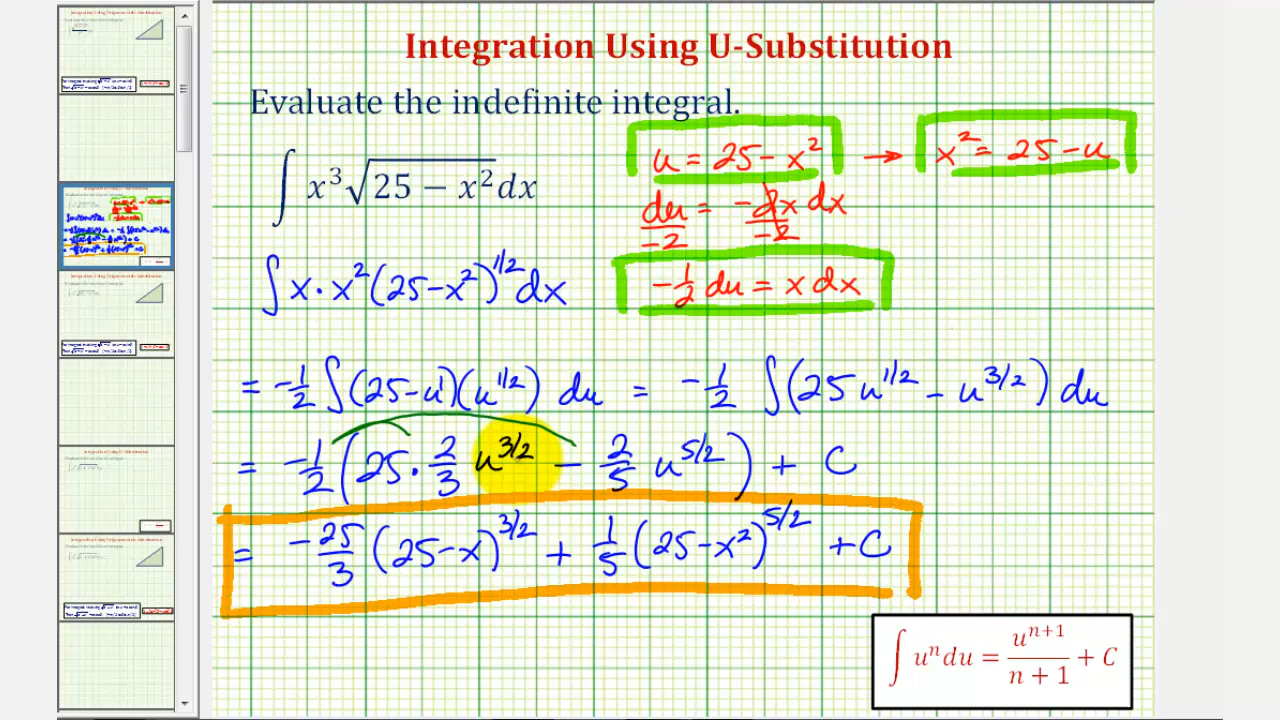 Integration Using U-Substitution
Evaluate the indefinite integral.
∫ x³√(25 − x²) dx
u = 25 − x² → x² = 25 − u
du/−2 = −2x dx/−2
−1/2 du = x dx
∫ x · x² (25 − x²)^(1/2) dx
= −1/2 ∫ (25 − u)(u^(1/2)) du = −1/2 ∫ (25u^(1/2) − u^(3/2)) du
= −1/2 (25 · 2/3 u^(3/2) − 2/5 u^(5/2)) + C
= −25/3 (25 − x)^(3/2) + 1/5 (25 − x²)^(5/2) + C
∫ uⁿ du = uⁿ⁺¹/(n + 1) + C